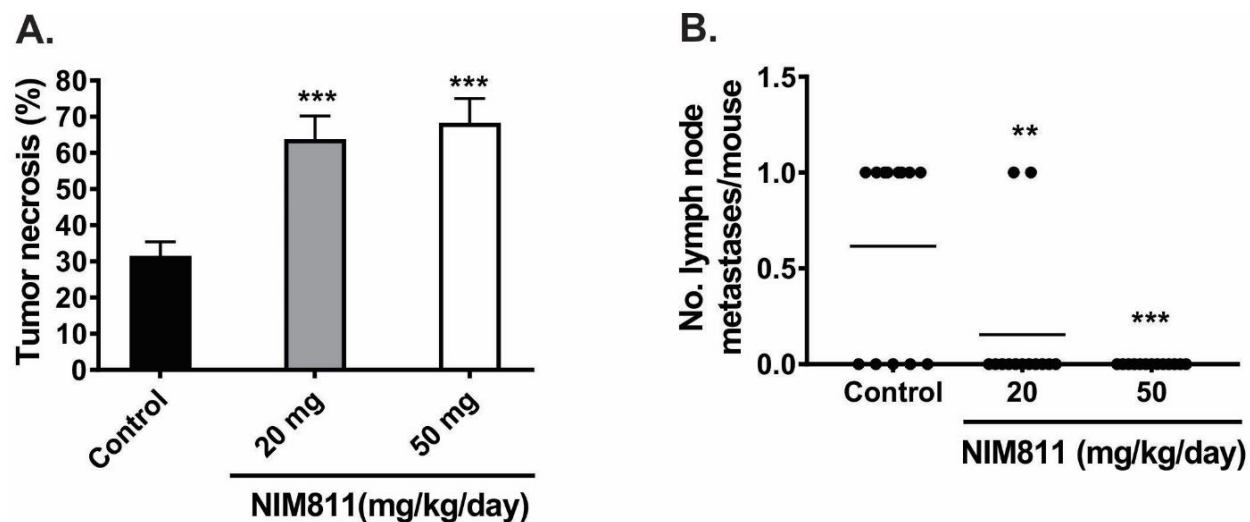 A.
Tumor necrosis (%)
80
70
60
50
40
30
20
10
0
***
***
Control
20 mg
50 mg
NIM811(mg/kg/day)
B.
No. lymph node
metastases/mouse
1.5
1.0
0.5
0.0
**
***
Control
20
50
NIM811 (mg/kg/day)